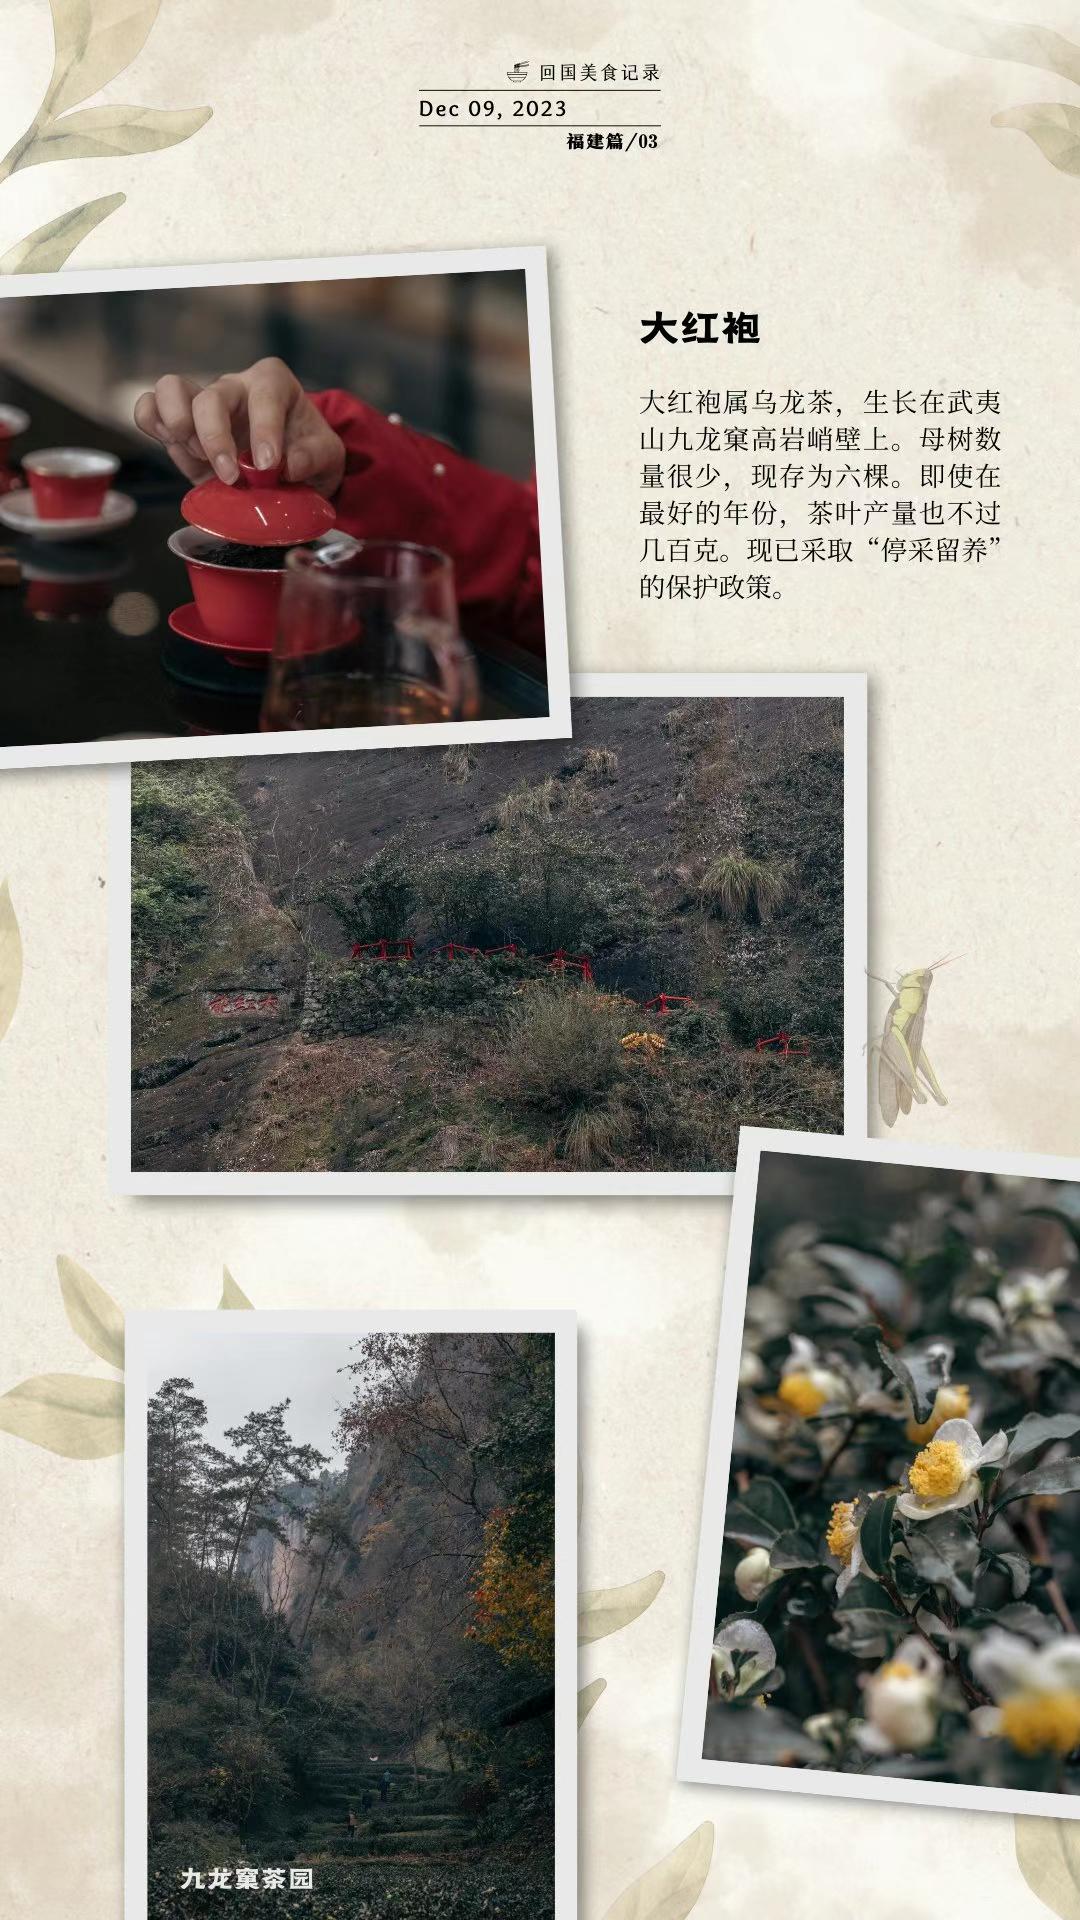 回国美食记录
Dec 09, 2023
福建篇/03
大红袍
大红袍属乌龙茶，生长在武夷
山九龙窠高岩峭壁上。母树数
量很少，现存为六棵。即使在
最好的年份，茶叶产量也不过
几百克。现已采取“停采留养”
的保护政策。
袍红大
九龙窠茶园